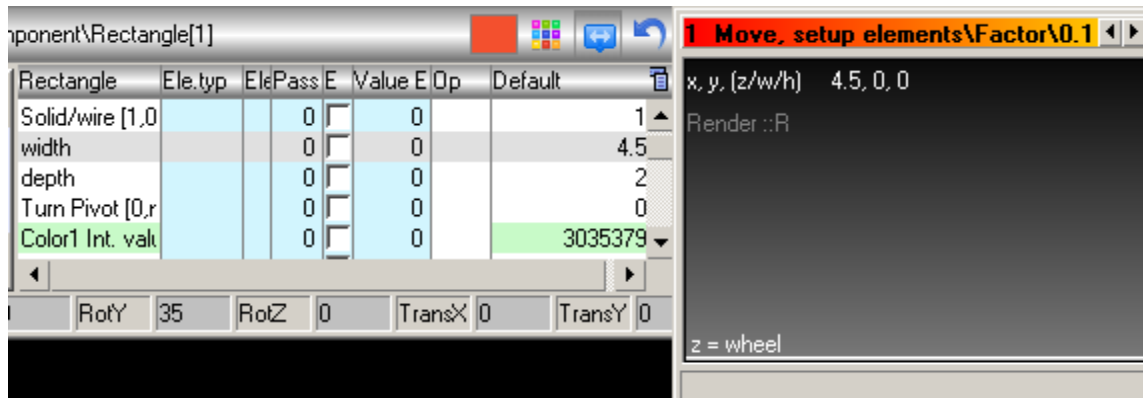 ponent\Rectangle[1]
Rectangle Ele.typ Ele Pass E Value E Op Default
Solid/wire [1,0 0 0 1
width 0 0 4.5
depth 0 0 2
Turn Pivot [0,r 0 0 0
Color1 Int. valu 0 0 3035379
RotY 35 RotZ 0 TransX 0 TransY 0
1 Move, setup elements\Factor\0.1
x, y, (z/w/h) 4.5, 0, 0
Render ::R
z = wheel